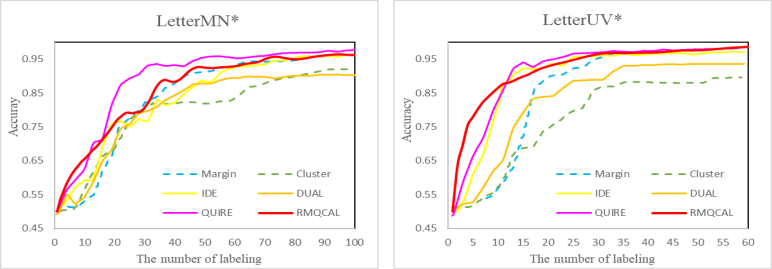 LetterMN*
Accuray
0.95
0.85
0.75
0.65
0.55
0.45
Margin Cluster
IDE DUAL
QUIRE RMQCAL
0 10 20 30 40 50 60 70 80 90 100
The number of labeling
LetterUV*
Accuracy
0.95
0.85
0.75
0.65
0.55
0.45
Margin Cluster
IDE DUAL
QUIRE RMQCAL
0 5 10 15 20 25 30 35 40 45 50 55 60
The number of labeling